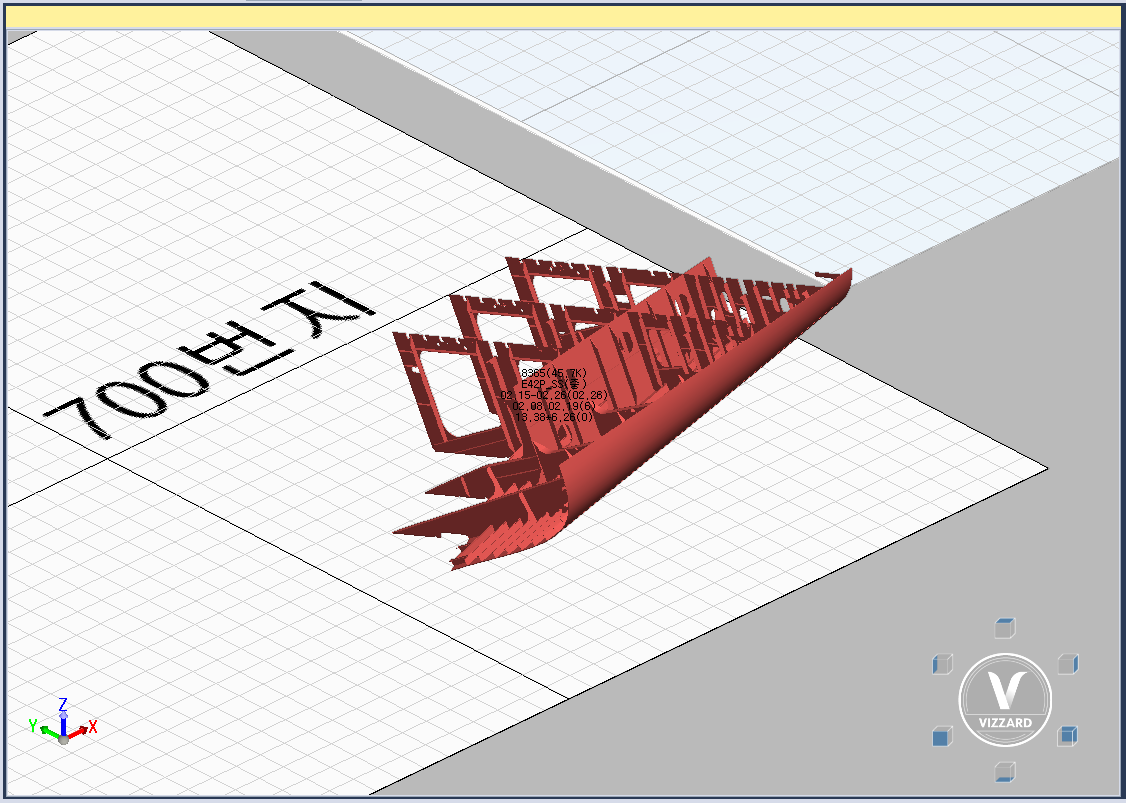 700번지
8365(45.7K)
E42P_SS(중)
02.15-02.26(02.26)
02.08-02.19(6)
13.38+6.26(0)
Z
Y
X
VIZZARD